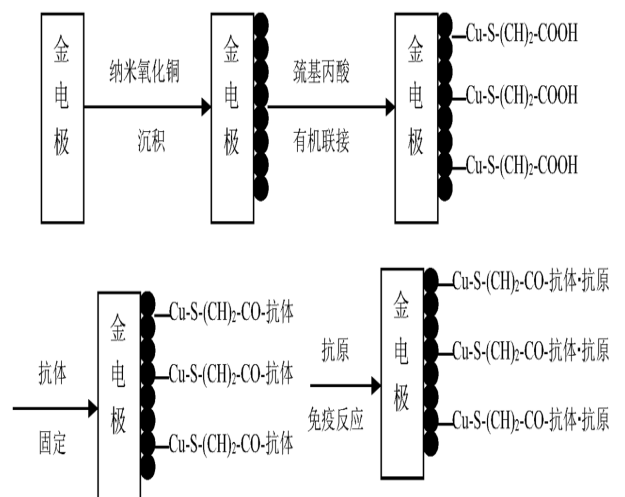 金电极
纳米氧化铜
沉积
金电极
巯基丙酸
有机联接
金电极
Cu-S-(CH)2-COOH
Cu-S-(CH)2-COOH
Cu-S-(CH)2-COOH
抗体
固定
金电极
Cu-S-(CH)2-CO-抗体
Cu-S-(CH)2-CO-抗体
Cu-S-(CH)2-CO-抗体
抗原
免疫反应
金电极
Cu-S-(CH)2-CO-抗体·抗原
Cu-S-(CH)2-CO-抗体·抗原
Cu-S-(CH)2-CO-抗体·抗原